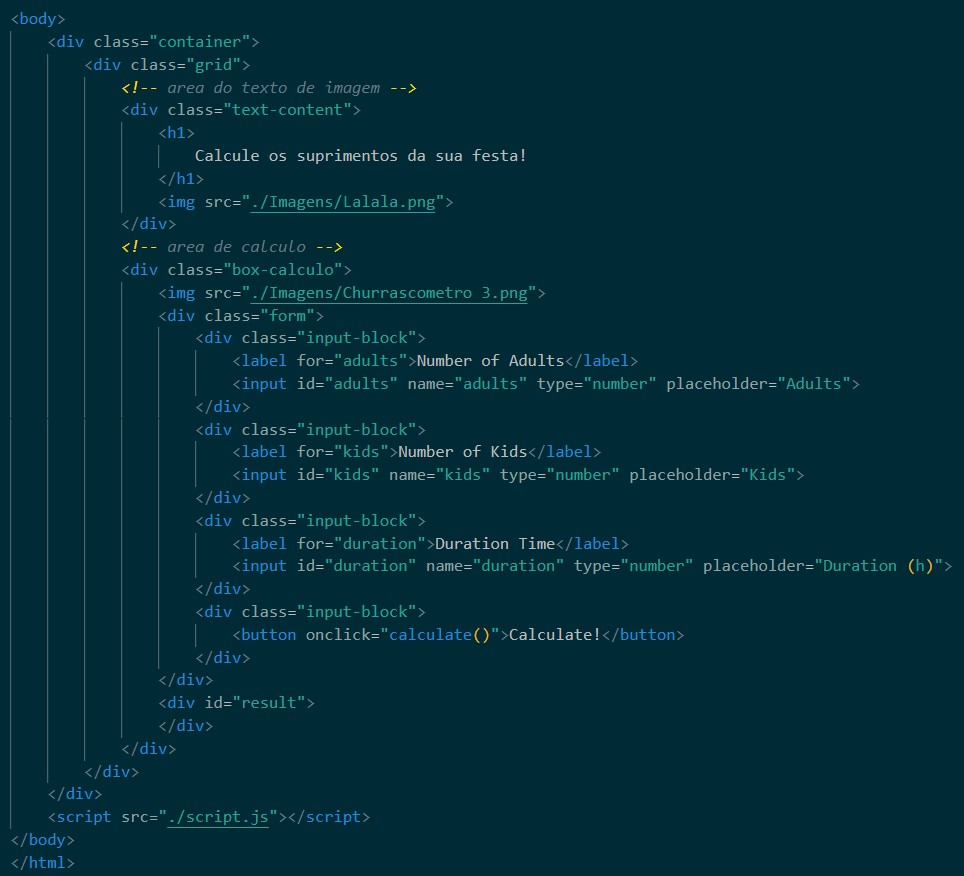 <body>
<div class="container">
<div class="grid">
<!-- area do texto de imagem -->
<div class="text-content">
<h1>
Calcule os suprimentos da sua festa!
</h1>
<img src="./Imagens/Lalala.png">
</div>
<!-- area de calculo -->
<div class="box-calculo">
<img src="./Imagens/Churrascometro 3.png">
<div class="form">
<div class="input-block">
<label for="adults">Number of Adults</label>
<input id="adults" name="adults" type="number" placeholder="Adults">
</div>
<div class="input-block">
<label for="kids">Number of Kids</label>
<input id="kids" name="kids" type="number" placeholder="Kids">
</div>
<div class="input-block">
<label for="duration">Duration Time</label>
<input id="duration" name="duration" type="number" placeholder="Duration (h)">
</div>
<div class="input-block">
<button onclick="calculate()">Calculate!</button>
</div>
</div>
<div id="result">
</div>
</div>
</div>
</div>
<script src="./script.js"></script>
</body>
</html>